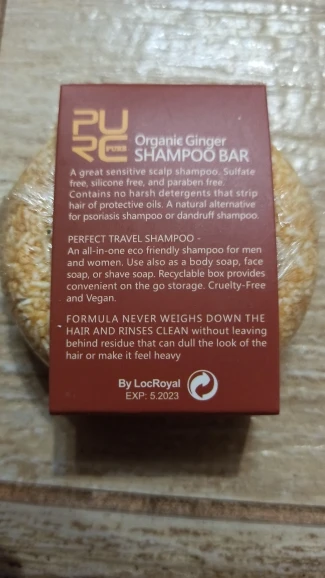 PU
RC PURE
Organic Ginger
SHAMPOO BAR
A great sensitive scalp shampoo. Sulfate
free, silicone free, and paraben free.
Contains no harsh detergents that strip
hair of protective oils. A natural alternative
for psoriasis shampoo or dandruff shampoo.
PERFECT TRAVEL SHAMPOO -
An all-in-one eco friendly shampoo for men
and women. Use also as a body soap, face
soap, or shave soap. Recyclable box provides
convenient on the go storage. Cruelty-Free
and Vegan.
FORMULA NEVER WEIGHS DOWN THE
HAIR AND RINSES CLEAN without leaving
behind residue that can dull the look of the
hair or make it feel heavy
By LocRoyal
EXP: 5.2023